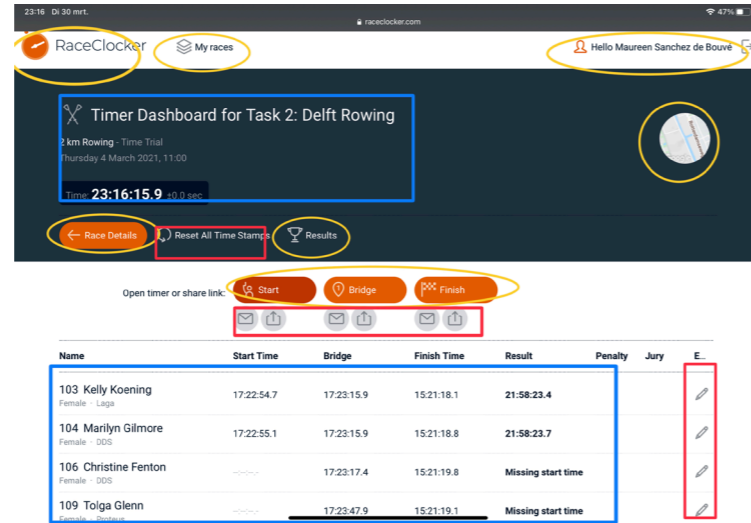 23:16 Di 30 mrt.
raceclocker.com
47%
RaceClocker
My races
Hello Maureen Sanchez de Bouvé
Timer Dashboard for Task 2: Delft Rowing
2 km Rowing - Time Trial
Thursday 4 March 2021, 11:00
Time: 23:16:15.9 ±0.0 sec
Race Details
Reset All Time Stamps
Results
Open timer or share link:
Start
Bridge
Finish
Name Start Time Bridge Finish Time Result Penalty Jury E...
103 Kelly Koening 17:22:54.7 17:23:15.9 15:21:18.1 21:58:23.4
Female - Laga
104 Marilyn Gilmore 17:22:55.1 17:23:15.9 15:21:18.8 21:58:23.7
Female - DDS
106 Christine Fenton --:--:--.- 17:23:17.4 15:21:19.8 Missing start time
Female - DDS
109 Tolga Glenn 17:23:47.9 15:21:19.1 Missing start time
Female - Proteus